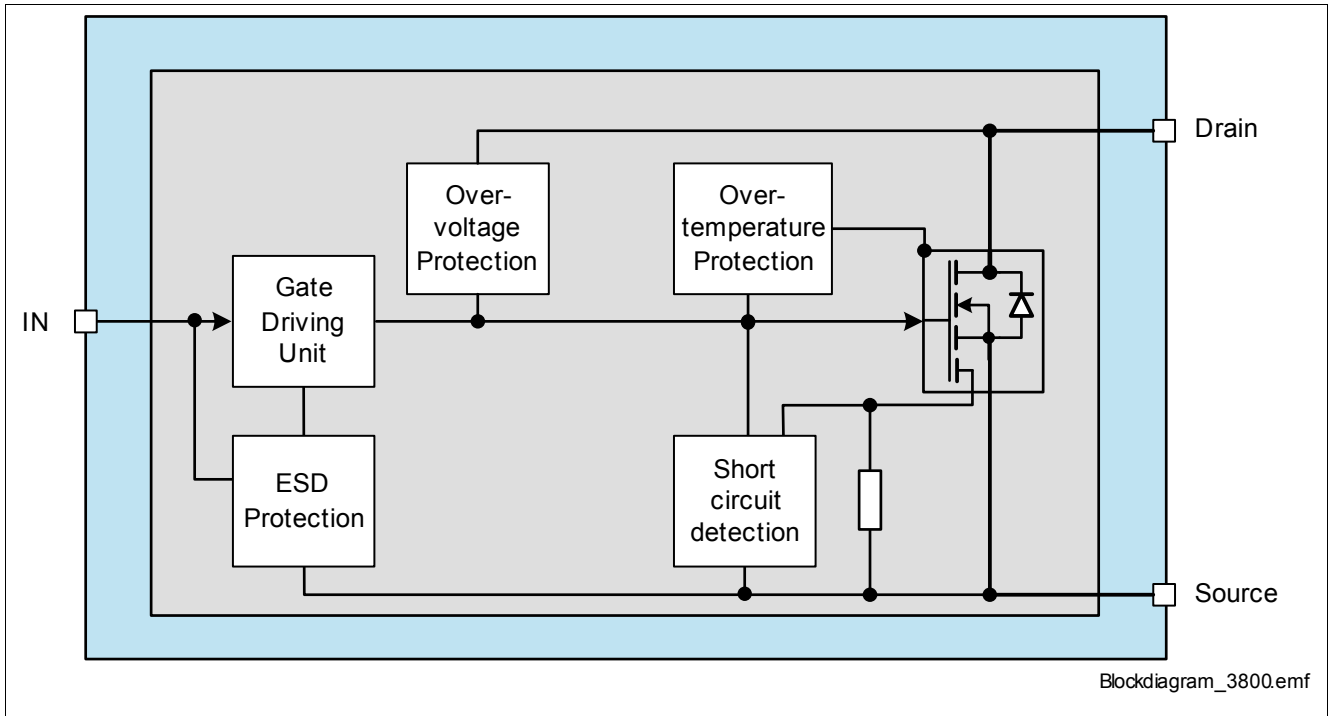 Drain
Over-
voltage
Protection
Over-
temperature
Protection
IN
Gate
Driving
Unit
ESD
Protection
Short
circuit
detection
Source
Blockdiagram_3800.emf